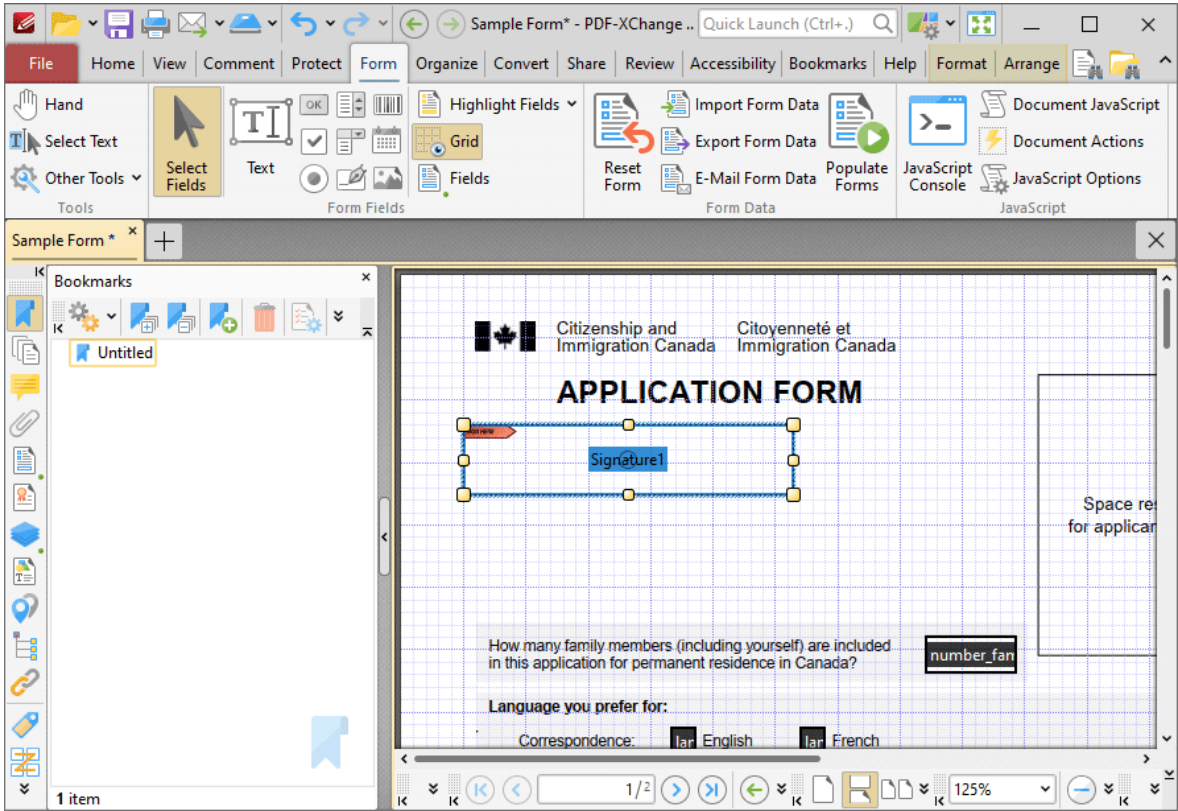 Sample Form* - PDF-XChange .. Quick Launch (Ctrl+.)
File Home View Comment Protect Form Organize Convert Share Review Accessibility Bookmarks Help Format Arrange
Hand
Select Text
Other Tools
Tools
Select Fields
Text
OK
Highlight Fields
Grid
Fields
Form Fields
Reset Form
Import Form Data
Export Form Data
E-Mail Form Data
Populate Forms
Form Data
JavaScript Console
Document JavaScript
Document Actions
JavaScript Options
JavaScript
Sample Form *
Bookmarks
Untitled
1 item
Citizenship and
Immigration Canada
Citoyenneté et
Immigration Canada
APPLICATION FORM
Signature1
Space res
for applican
How many family members (including yourself) are included
in this application for permanent residence in Canada?
number_fam
Language you prefer for:
Correspondence: lan English lan French
1/2
125%